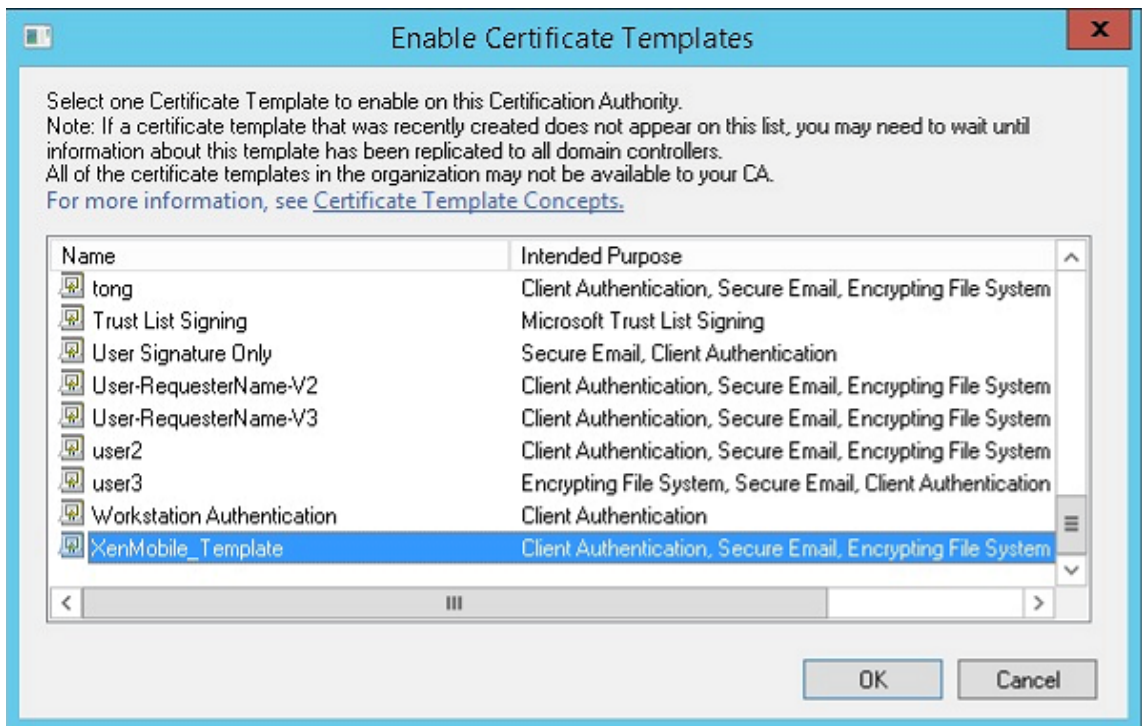 Enable Certificate Templates
x
Select one Certificate Template to enable on this Certification Authority.
Note: If a certificate template that was recently created does not appear on this list, you may need to wait until
information about this template has been replicated to all domain controllers.
All of the certificate templates in the organization may not be available to your CA.
For more information, see Certificate Template Concepts.
Name Intended Purpose
tong Client Authentication, Secure Email, Encrypting File System
Trust List Signing Microsoft Trust List Signing
User Signature Only Secure Email, Client Authentication
User-RequesterName-V2 Client Authentication, Secure Email, Encrypting File System
User-RequesterName-V3 Client Authentication, Secure Email, Encrypting File System
user2 Client Authentication, Secure Email, Encrypting File System
user3 Encrypting File System, Secure Email, Client Authentication
Workstation Authentication Client Authentication
XenMobile_Template Client Authentication, Secure Email, Encrypting File System
OK Cancel